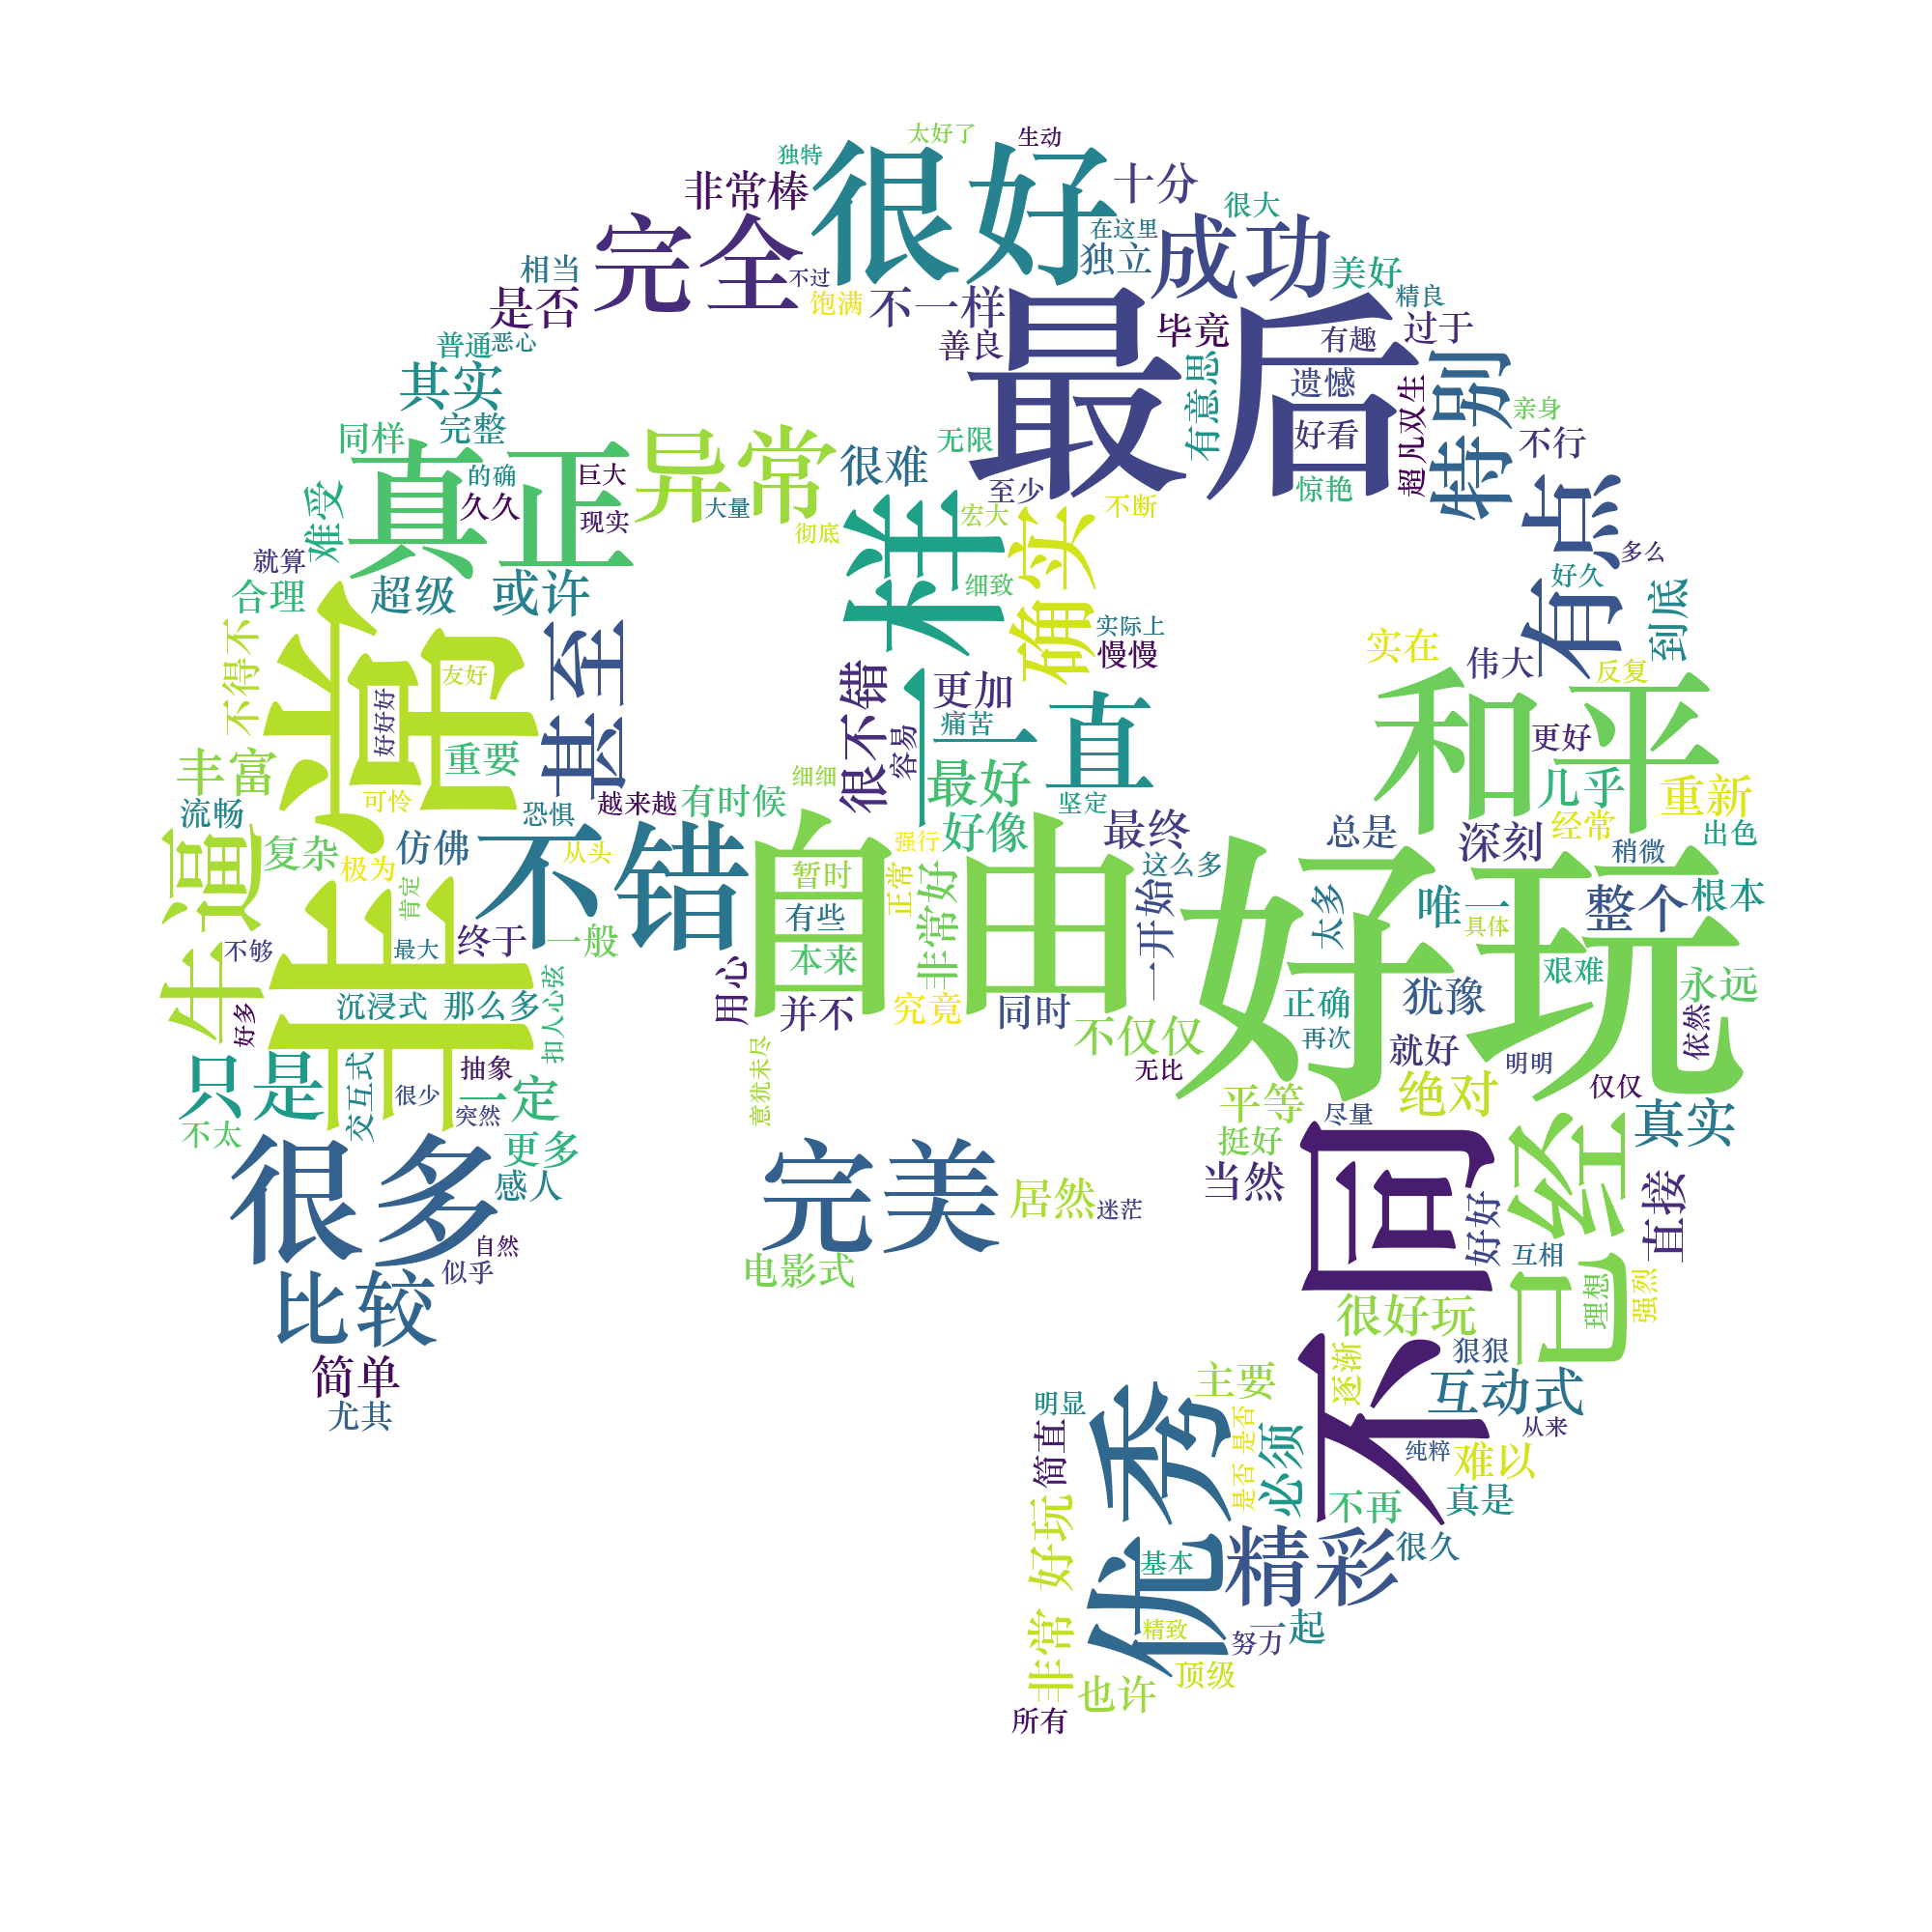 太好了
生动
独特
很好
非常棒
十分
很大
完全
在这里
成功
独立
相当
不过
美好
是否
饱满
不一样
最后
精良
毕竟
过于
普通
恶心
善良
有趣
其实
有意思
遗憾
特别
超凡双生
亲身
同样
完整
异常
很难
无限
好看
不行
真正
的确
巨大
久久
现实
大量
彻底
至少
宏大
不断
惊艳
难受
有点
多么
就算
桂
确实
细致
好久
合理
超级
或许
到底
不得不
非常
甚至
实际上
慢慢
实在
伟大
反复
友好
好好好
很不错
更加
和平
丰富
重要
痛苦
一直
容易
更好
流畅
可怜
恐惧
越来越
有时候
细细
最好
坚定
几乎
重新
牛逼
复杂
仿佛
极为
不错
从头
强行
好像
最终
总是
深刻
经常
出色
稍微
自由
暂时
正常
非常好
这么多
好玩
肯定
有些
一开始
太多
唯一
具体
整个
根本
不够
最大
终于
一般
本来
艰难
永远
好多
沉浸式
那么多
扣人心弦
用心
并不
究竟
同时
正确
犹豫
依然
不仅仅
再次
就好
明明
只是
交互式
抽象
很少
一定
突然
意犹未尽
无比
平等
绝对
仅仅
不太
尽量
真实
很多
更多
感人
完美
居然
迷茫
挺好
当然
不同
好好
已经
直接
自然
似乎
电影式
互相
理想
强烈
比较
很好玩
简单
尤其
逐渐
狠狠
互动式
主要
明显
简直
优秀
是否 是否
必须
从来
纯粹
难以
不再
真是
非常 好玩
基本
精彩
很久
精致
努力
一起
顶级
也许
所有